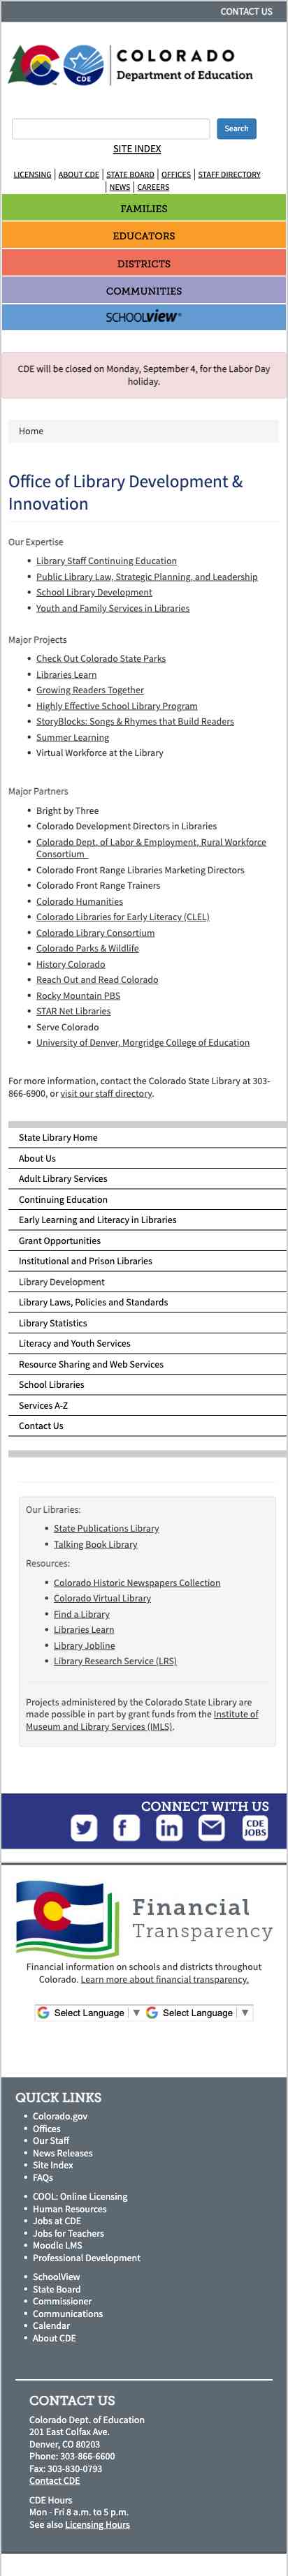 CONTACT US
COLORADO
Department of Education
CDE
Search
SITE INDEX
LICENSING | ABOUT CDE | STATE BOARD | OFFICES | STAFF DIRECTORY
| NEWS | CAREERS
FAMILIES
EDUCATORS
DISTRICTS
COMMUNITIES
SCHOOLVIEW®
CDE will be closed on Monday, September 4, for the Labor Day
holiday.
Home
Office of Library Development &
Innovation
Our Expertise
• Library Staff Continuing Education
• Public Library Law, Strategic Planning, and Leadership
• School Library Development
• Youth and Family Services in Libraries
Major Projects
• Check Out Colorado State Parks
• Libraries Learn
• Growing Readers Together
• Highly Effective School Library Program
• StoryBlocks: Songs & Rhymes that Build Readers
• Summer Learning
• Virtual Workforce at the Library
Major Partners
• Bright by Three
• Colorado Development Directors in Libraries
• Colorado Dept. of Labor & Employment, Rural Workforce
Consortium
• Colorado Front Range Libraries Marketing Directors
• Colorado Front Range Trainers
• Colorado Humanities
• Colorado Libraries for Early Literacy (CLEL)
• Colorado Library Consortium
• Colorado Parks & Wildlife
• History Colorado
• Reach Out and Read Colorado
• Rocky Mountain PBS
• STAR Net Libraries
• Serve Colorado
• University of Denver, Morgridge College of Education
For more information, contact the Colorado State Library at 303-
866-6900, or visit our staff directory.
State Library Home
About Us
Adult Library Services
Continuing Education
Early Learning and Literacy in Libraries
Grant Opportunities
Institutional and Prison Libraries
Library Development
Library Laws, Policies and Standards
Library Statistics
Literacy and Youth Services
Resource Sharing and Web Services
School Libraries
Services A-Z
Contact Us
Our Libraries:
• State Publications Library
• Talking Book Library
Resources:
• Colorado Historic Newspapers Collection
• Colorado Virtual Library
• Find a Library
• Libraries Learn
• Library Jobline
• Library Research Service (LRS)
Projects administered by the Colorado State Library are
made possible in part by grant funds from the Institute of
Museum and Library Services (IMLS).
CONNECT WITH US
CDE
JOBS
Financial
Transparency
Financial information on schools and districts throughout
Colorado. Learn more about financial transparency.
Select Language ▼ Select Language ▼
QUICK LINKS
• Colorado.gov
• Offices
• Our Staff
• News Releases
• Site Index
• FAQs
• COOL: Online Licensing
• Human Resources
• Jobs at CDE
• Jobs for Teachers
• Moodle LMS
• Professional Development
• SchoolView
• State Board
• Commissioner
• Communications
• Calendar
• About CDE
CONTACT US
Colorado Dept. of Education
201 East Colfax Ave.
Denver, CO 80203
Phone: 303-866-6600
Fax: 303-830-0793
Contact CDE
CDE Hours
Mon - Fri 8 a.m. to 5 p.m.
See also Licensing Hours